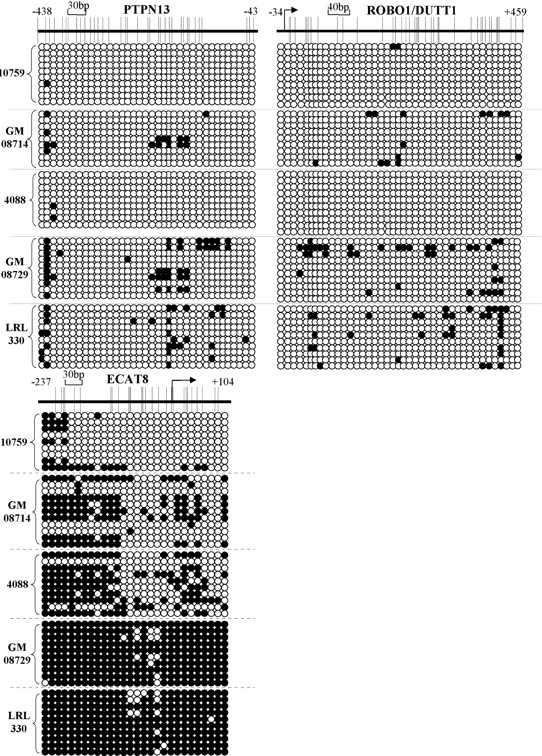 PTPN13
-438 30bp -43
10759
GM
08714
4088
GM
08729
LRL
330
ROBO1/DUTT1
-34 40bp +459
ECAT8
-237 30bp +104
10759
GM
08714
4088
GM
08729
LRL
330